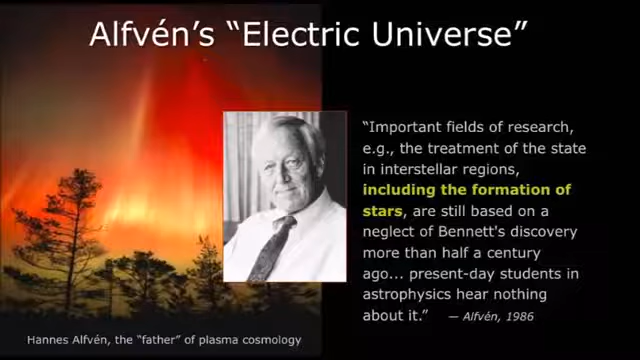 Alfvén’s “Electric Universe”
“Important fields of research,
e.g., the treatment of the state
in interstellar regions,
including the formation of
stars, are still based on a
neglect of Bennett's discovery
more than half a century
ago... present-day students in
astrophysics hear nothing
about it.” — Alfvén, 1986
Hannes Alfvén, the “father” of plasma cosmology